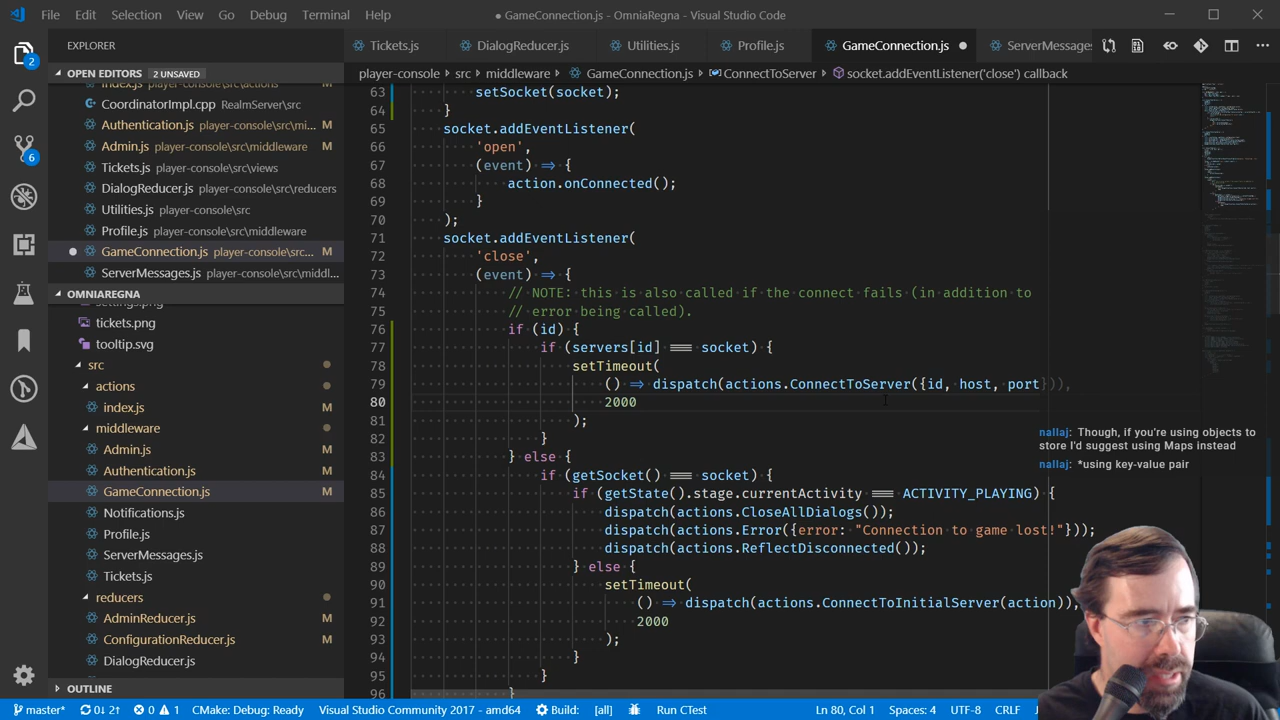 File Edit Selection View Go Debug Terminal Help
● GameConnection.js - OmniaRegna - Visual Studio Code
EXPLORER
Tickets.js DialogReducer.js Utilities.js Profile.js GameConnection.js ● ServerMessages
OPEN EDITORS 2 UNSAVED
player-console › src › middleware › GameConnection.js › ConnectToServer › socket.addEventListener('close') callback
2
CoordinatorImpl.cpp RealmServer\src
Authentication.js player-console\src\mi...
Admin.js player-console\src\middleware M
Tickets.js player-console\src\views
DialogReducer.js player-console\src\reducers
Utilities.js player-console\src
Profile.js player-console\src\middleware
GameConnection.js player-console\src... M
ServerMessages.js player-console\src\middl...
6
OMNIAREGNA
tickets.png
tooltip.svg
src
actions
index.js M
middleware
Admin.js M
Authentication.js M
GameConnection.js M
Notifications.js
Profile.js
ServerMessages.js
Tickets.js
reducers
AdminReducer.js M
ConfigurationReducer.js M
DialogReducer.js
OUTLINE
63 setSocket(socket);
64 }
65 socket.addEventListener(
66 'open',
67 (event) => {
68 action.onConnected();
69 }
70 );
71 socket.addEventListener(
72 'close',
73 (event) => {
74 // NOTE: this is also called if the connect fails (in addition to
75 // error being called).
76 if (id) {
77 if (servers[id] === socket) {
78 setTimeout(
79 () => dispatch(actions.ConnectToServer({id, host, port})),
80 2000
81 );
82 }
83 } else {
84 if (getSocket() === socket) {
85 if (getState().stage.currentActivity === ACTIVITY_PLAYING) {
86 dispatch(actions.CloseAllDialogs());
87 dispatch(actions.Error({error: "Connection to game lost!"}));
88 dispatch(actions.ReflectDisconnected());
89 } else {
90 setTimeout(
91 () => dispatch(actions.ConnectToInitialServer(action)),
92 2000
93 );
94 }
95 }
96 }
nallaj: Though, if you're using objects to
store I'd suggest using Maps instead
nallaj: *using key-value pair
master* 0↓ 2↑ 0 1 CMake: Debug: Ready Visual Studio Community 2017 - amd64 Build: [all] Run CTest Ln 80, Col 1 Spaces: 4 UTF-8 CRLF